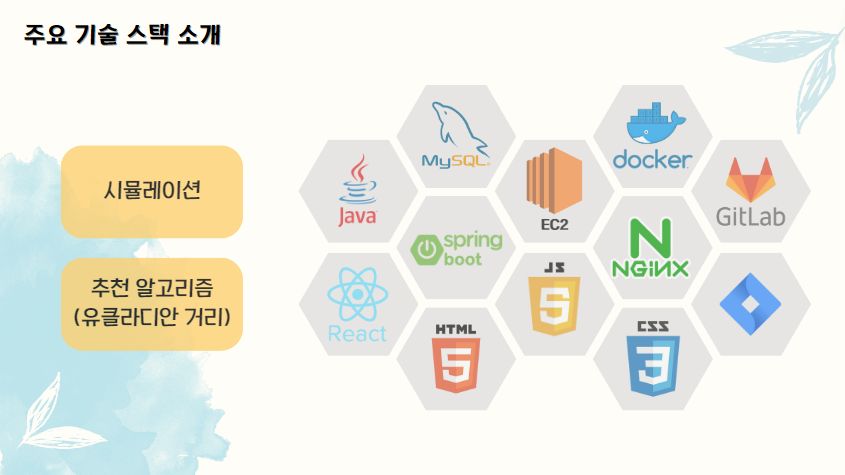 주요 기술 스택 소개
시뮬레이션
추천 알고리즘
(유클라디안 거리)
Java
MySQL
spring
boot
React
HTML
5
EC2
JS
5
docker
NGiNX
CSS
3
GitLab